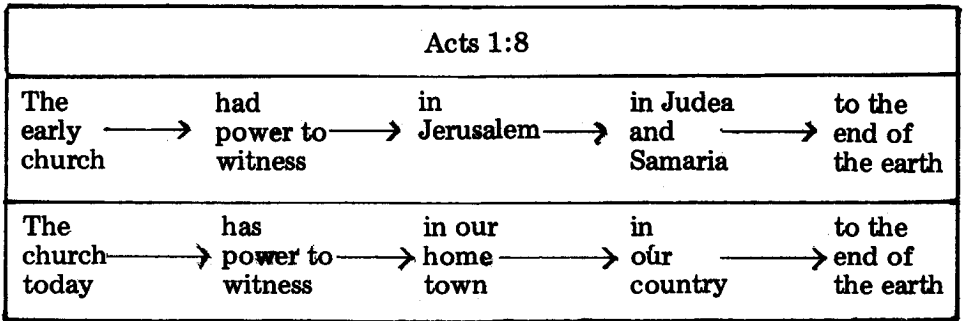 Acts 1:8
The early church → had power to witness → in Jerusalem → in Judea and Samaria → to the end of the earth
The church today → has power to witness → in our home town → in our country → to the end of the earth